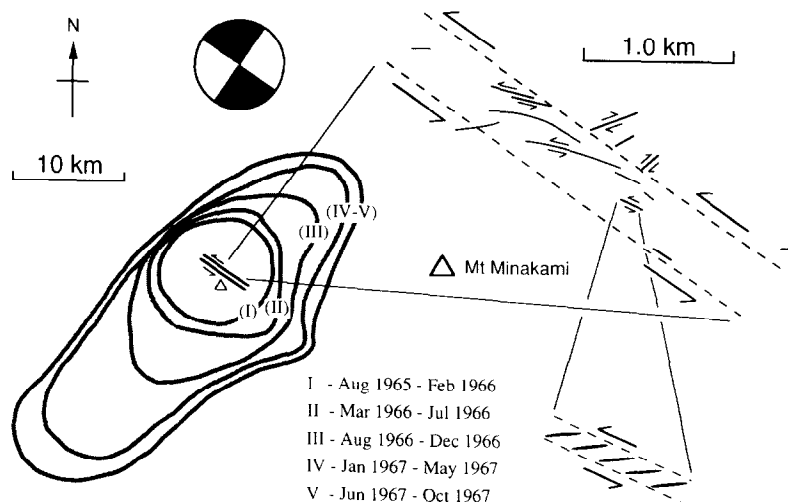 N
1.0 km
10 km
(IV-V)
(III)
Mt Minakami
(I)
(II)
I - Aug 1965 - Feb 1966
II - Mar 1966 - Jul 1966
III - Aug 1966 - Dec 1966
IV - Jan 1967 - May 1967
V - Jun 1967 - Oct 1967